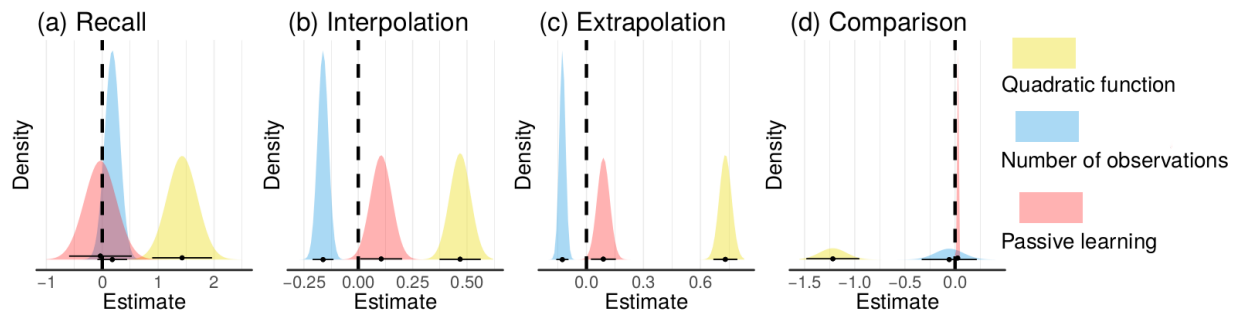 (a) Recall
(b) Interpolation
(c) Extrapolation
(d) Comparison
Density
Density
Density
Density
−1 0 1 2
−0.25 0.00 0.25 0.50
0.0 0.3 0.6
−1.5 −1.0 −0.5 0.0
Estimate
Estimate
Estimate
Estimate
Quadratic function
Number of observations
Passive learning